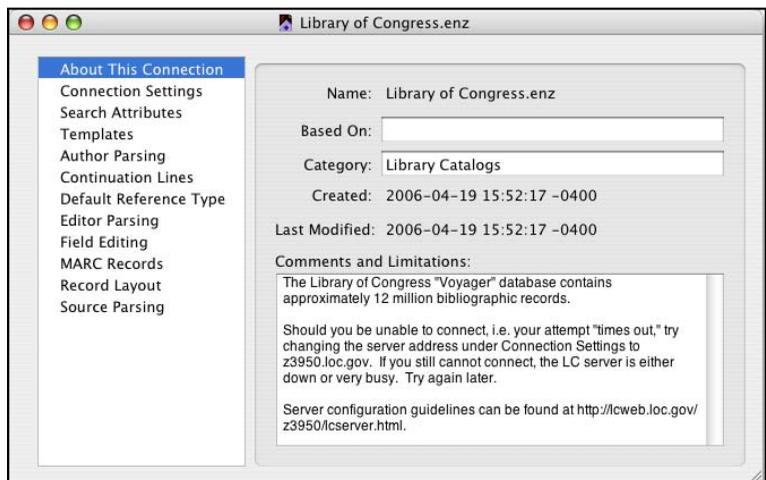 Library of Congress.enz
About This Connection
Connection Settings
Search Attributes
Templates
Author Parsing
Continuation Lines
Default Reference Type
Editor Parsing
Field Editing
MARC Records
Record Layout
Source Parsing
Name: Library of Congress.enz
Based On:
Category: Library Catalogs
Created: 2006-04-19 15:52:17 -0400
Last Modified: 2006-04-19 15:52:17 -0400
Comments and Limitations:
The Library of Congress "Voyager" database contains
approximately 12 million bibliographic records.
Should you be unable to connect, i.e. your attempt "times out," try
changing the server address under Connection Settings to
z3950.loc.gov. If you still cannot connect, the LC server is either
down or very busy. Try again later.
Server configuration guidelines can be found at http://lcweb.loc.gov/
z3950/lcserver.html.